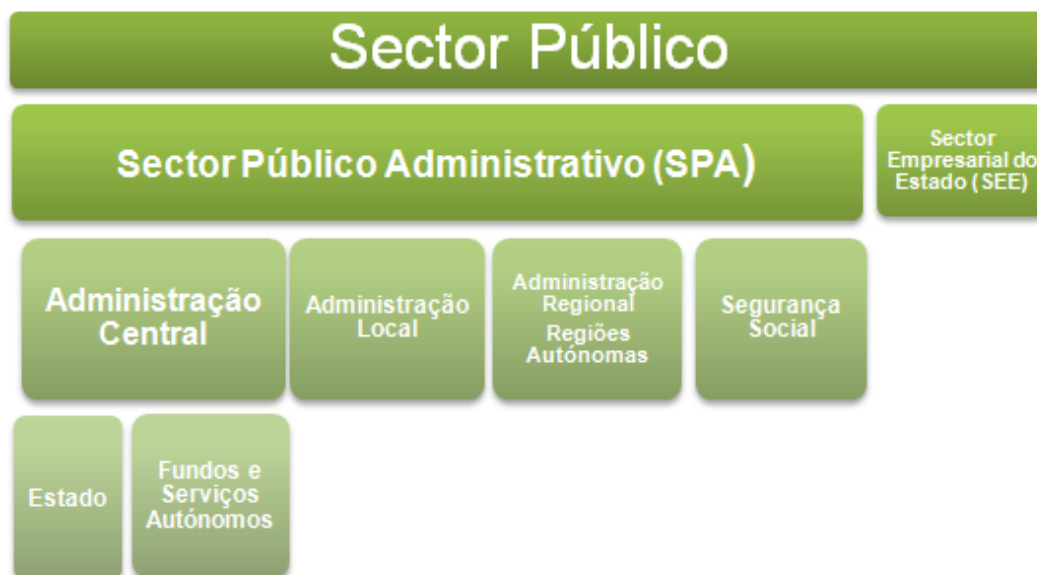 Sector Público
Sector Público Administrativo (SPA)
Sector
Empresarial do
Estado ( SEE)
Administração
Central
Administração
Local
Administração
Regional
Regiões
Autónomas
Segurança
Social
Estado
Fundos e
Serviços
Autónomos